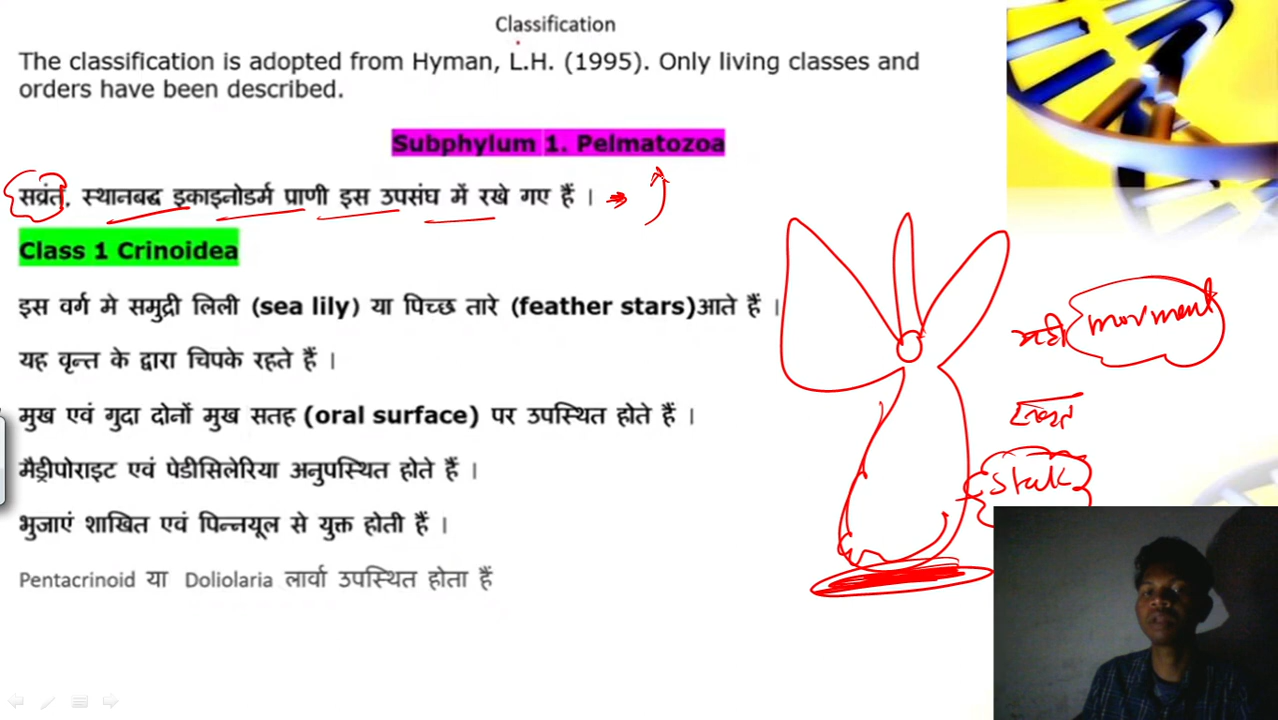 Classification
The classification is adopted from Hyman, L.H. (1995). Only living classes and
orders have been described.
Subphylum 1. Pelmatozoa
सव्रंत, स्थानबद्ध इकाइनोडर्म प्राणी इस उपसंघ में रखे गए हैं ।
Class 1 Crinoidea
इस वर्ग मे समुद्री लिली (sea lily) या पिच्छ तारे (feather stars)आते हैं ।
movment
यह वृन्त के द्वारा चिपके रहते हैं ।
मुख एवं गुदा दोनों मुख सतह (oral surface) पर उपस्थित होते हैं ।
मैड्रीपोराइट एवं पेडीसिलेरिया अनुपस्थित होते हैं ।
Stalk
भुजाएं शाखित एवं पिन्नयूल से युक्त होती हैं ।
Pentacrinoid या Doliolaria लार्वा उपस्थित होता हैं